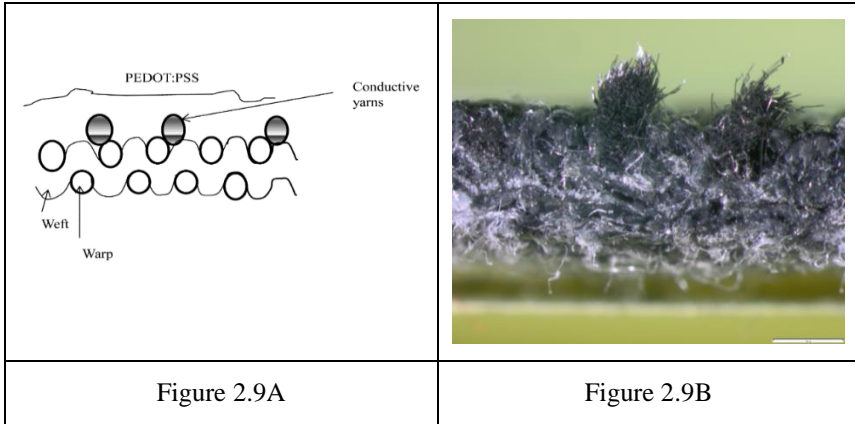 PEDOT:PSS
Conductive
yarns
Weft
Warp
Figure 2.9A
Figure 2.9B